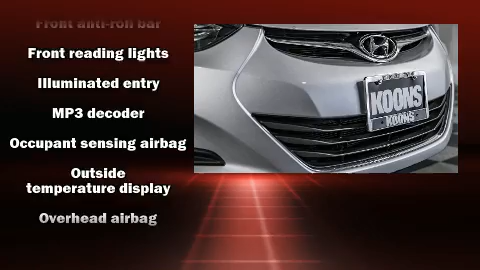 Front anti-roll bar
Front reading lights
Illuminated entry
MP3 decoder
Occupant sensing airbag
Outside
temperature display
Overhead airbag
KOONS
KOONS